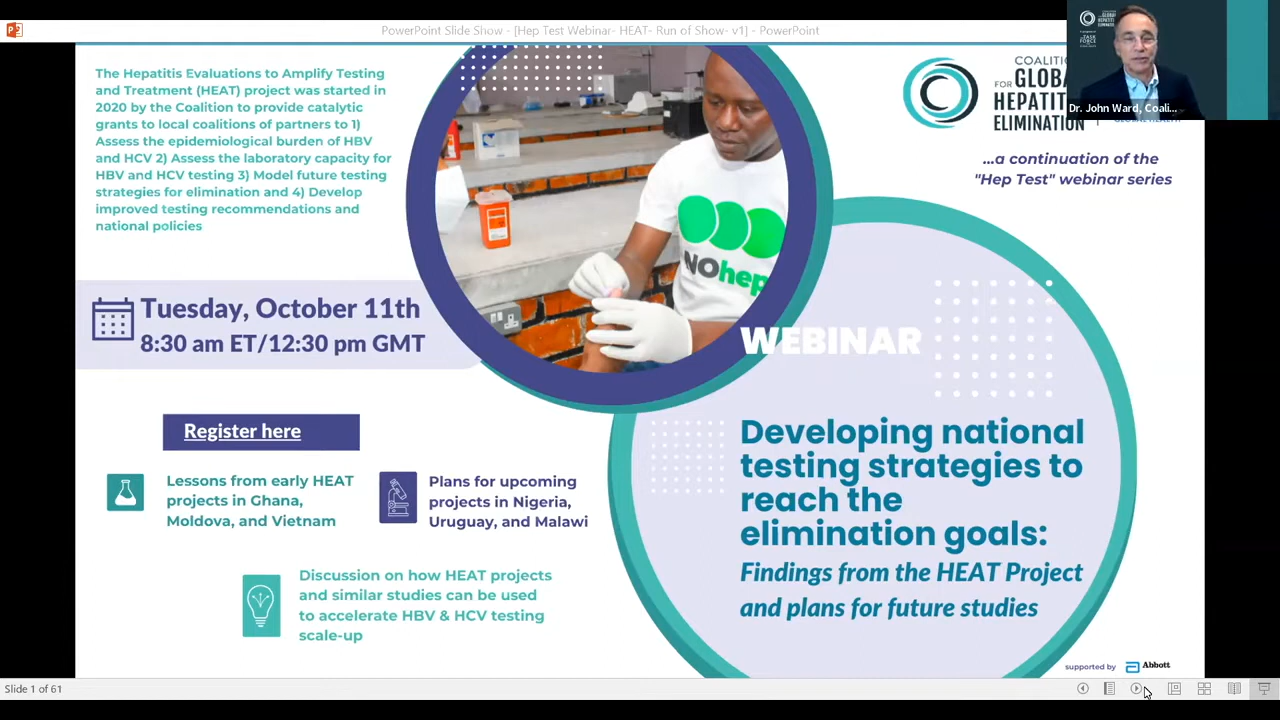 PowerPoint Slide Show - [Hep Test Webinar- HEAT- Run of Show- v1] - PowerPoint
The Hepatitis Evaluations to Amplify Testing
and Treatment (HEAT) project was started in
2020 by the Coalition to provide catalytic
grants to local coalitions of partners to 1)
Assess the epidemiological burden of HBV
and HCV 2) Assess the laboratory capacity for
HBV and HCV testing 3) Model future testing
strategies for elimination and 4) Develop
improved testing recommendations and
national policies
NOhep
COALITIO
FOR GLOBA
HEPATIT
ELIMINATION
Dr. John Ward, Coali...
...a continuation of the
"Hep Test" webinar series
Tuesday, October 11th
8:30 am ET/12:30 pm GMT
Register here
Lessons from early HEAT
projects in Ghana,
Moldova, and Vietnam
Plans for upcoming
projects in Nigeria,
Uruguay, and Malawi
Discussion on how HEAT projects
and similar studies can be used
to accelerate HBV & HCV testing
scale-up
WEBINAR
Developing national
testing strategies to
reach the
elimination goals:
Findings from the HEAT Project
and plans for future studies
supported by Abbott
Slide 1 of 61